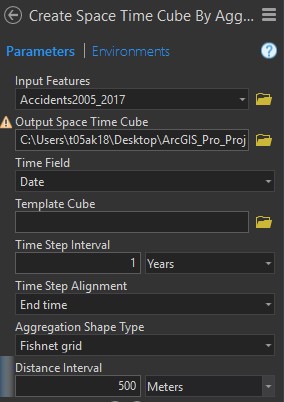 Create Space Time Cube By Agg...
Parameters | Environments ?
Input Features
Accidents2005_2017
Output Space Time Cube
C:\Users\t05ak18\Desktop\ArcGIS_Pro_Proj
Time Field
Date
Template Cube
Time Step Interval
1 Years
Time Step Alignment
End time
Aggregation Shape Type
Fishnet grid
Distance Interval
500 Meters